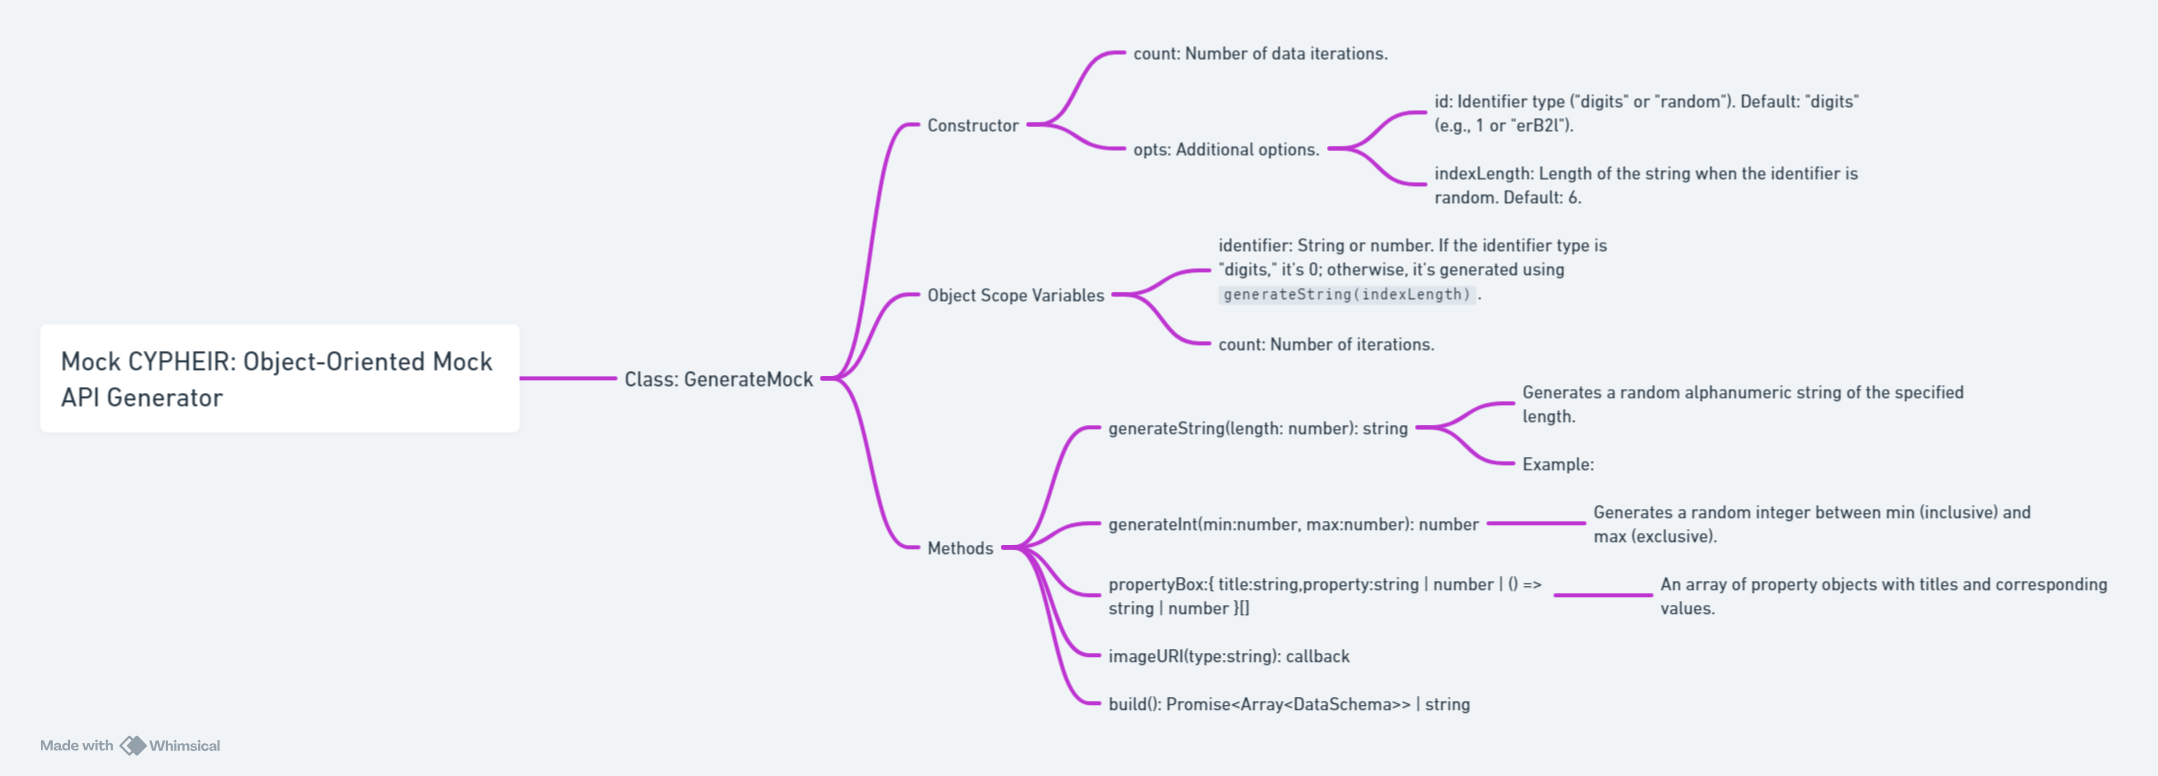 Mock CYPHEIR: Object-Oriented Mock
API Generator
Class: GenerateMock
Constructor
count: Number of data iterations.
opts: Additional options.
id: Identifier type ("digits" or "random"). Default: "digits"
(e.g., 1 or "erB2l").
indexLength: Length of the string when the identifier is
random. Default: 6.
Object Scope Variables
identifier: String or number. If the identifier type is
"digits," it's 0; otherwise, it's generated using
generateString(indexLength) .
count: Number of iterations.
Methods
generateString(length: number): string
Generates a random alphanumeric string of the specified
length.
Example:
generateInt(min:number, max:number): number
Generates a random integer between min (inclusive) and
max (exclusive).
propertyBox:{ title:string,property:string | number | () =>
string | number }[]
An array of property objects with titles and corresponding
values.
imageURI(type:string): callback
build(): Promise<Array<DataSchema>> | string
Made with Whimsical